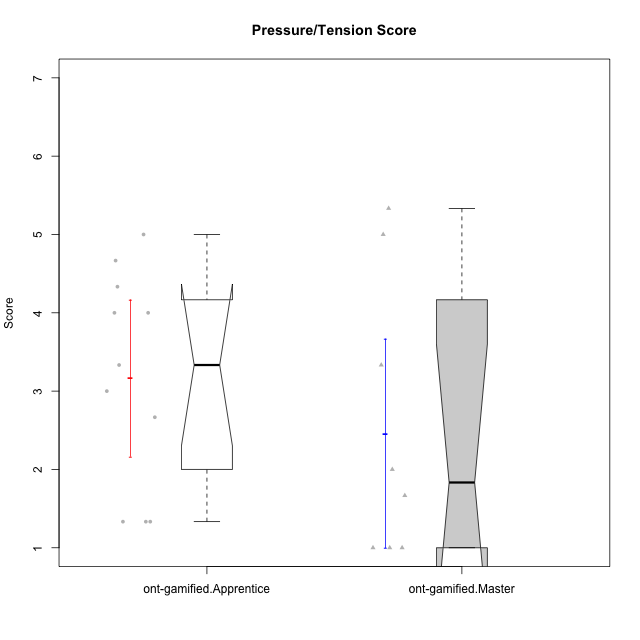 Pressure/Tension Score
7
6
5
4
3
2
1
Score
ont-gamified.Apprentice
ont-gamified.Master